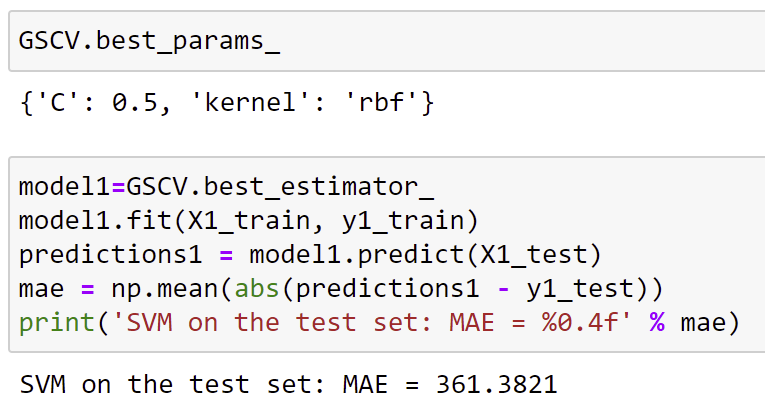 GSCV.best_params_
{'C': 0.5, 'kernel': 'rbf'}
model1=GSCV.best_estimator_
model1.fit(X1_train, y1_train)
predictions1 = model1.predict(X1_test)
mae = np.mean(abs(predictions1 - y1_test))
print('SVM on the test set: MAE = %0.4f' % mae)
SVM on the test set: MAE = 361.3821